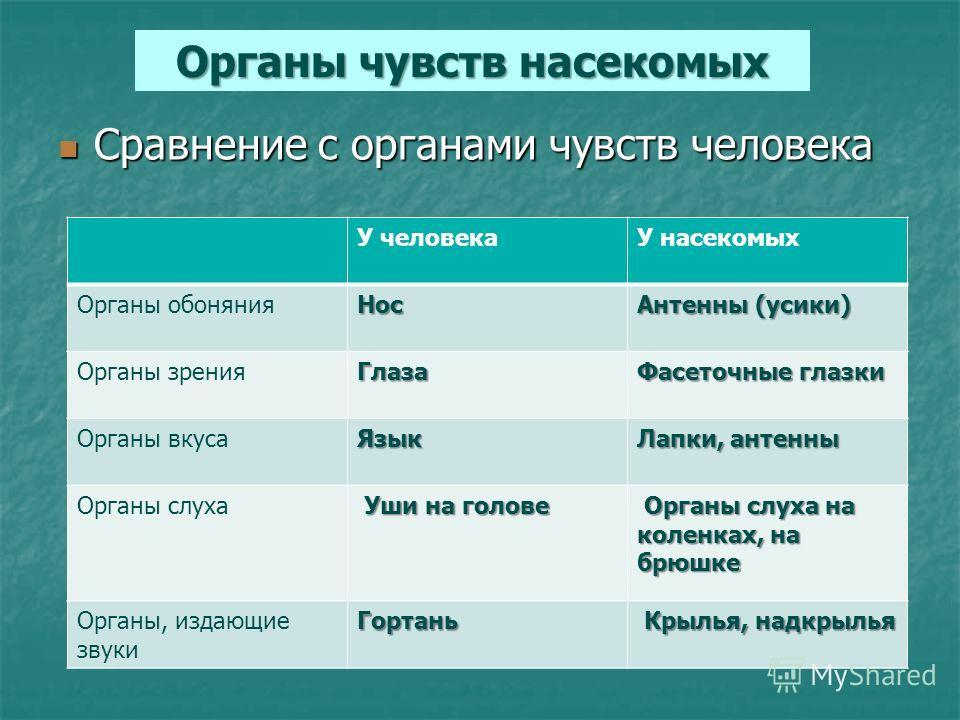 Органы чувств насекомых
Сравнение с органами чувств человека
У человека У насекомых
Органы обоняния Нос Антенны (усики)
Органы зрения Глаза Фасеточные глазки
Органы вкуса Язык Лапки, антенны
Органы слуха Уши на голове Органы слуха на
коленках, на
брюшке
Органы, издающие Гортань Крылья, надкрылья
звуки
MyShared